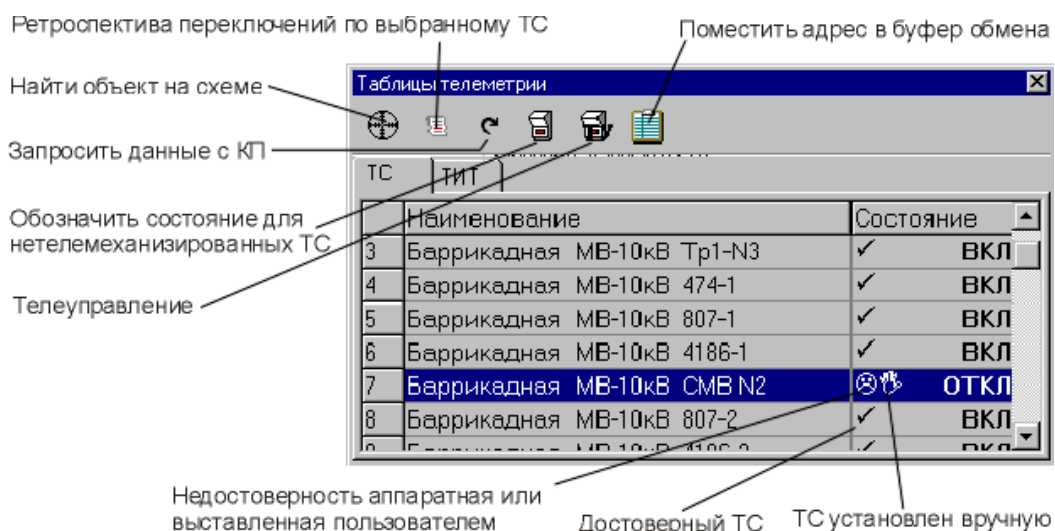 Ретроспектива переключений по выбранному ТС
Поместить адрес в буфер обмена
Найти объект на схеме
Таблицы телеметрии
Запросить данные с КП
ТС ТИТ
Обозначить состояние для
нетелемеханизированных ТС
Телеуправление
Наименование Состояние
3 Баррикадная МВ-10кВ Тр1-N3 ВКЛ
4 Баррикадная МВ-10кВ 474-1 ВКЛ
5 Баррикадная МВ-10кВ 807-1 ВКЛ
6 Баррикадная МВ-10кВ 4186-1 ВКЛ
7 Баррикадная МВ-10кВ СМВ N2 ОТКЛ
8 Баррикадная МВ-10кВ 807-2 ВКЛ
Недостоверность аппаратная или
выставленная пользователем
Достоверный ТС
ТС установлен вручную